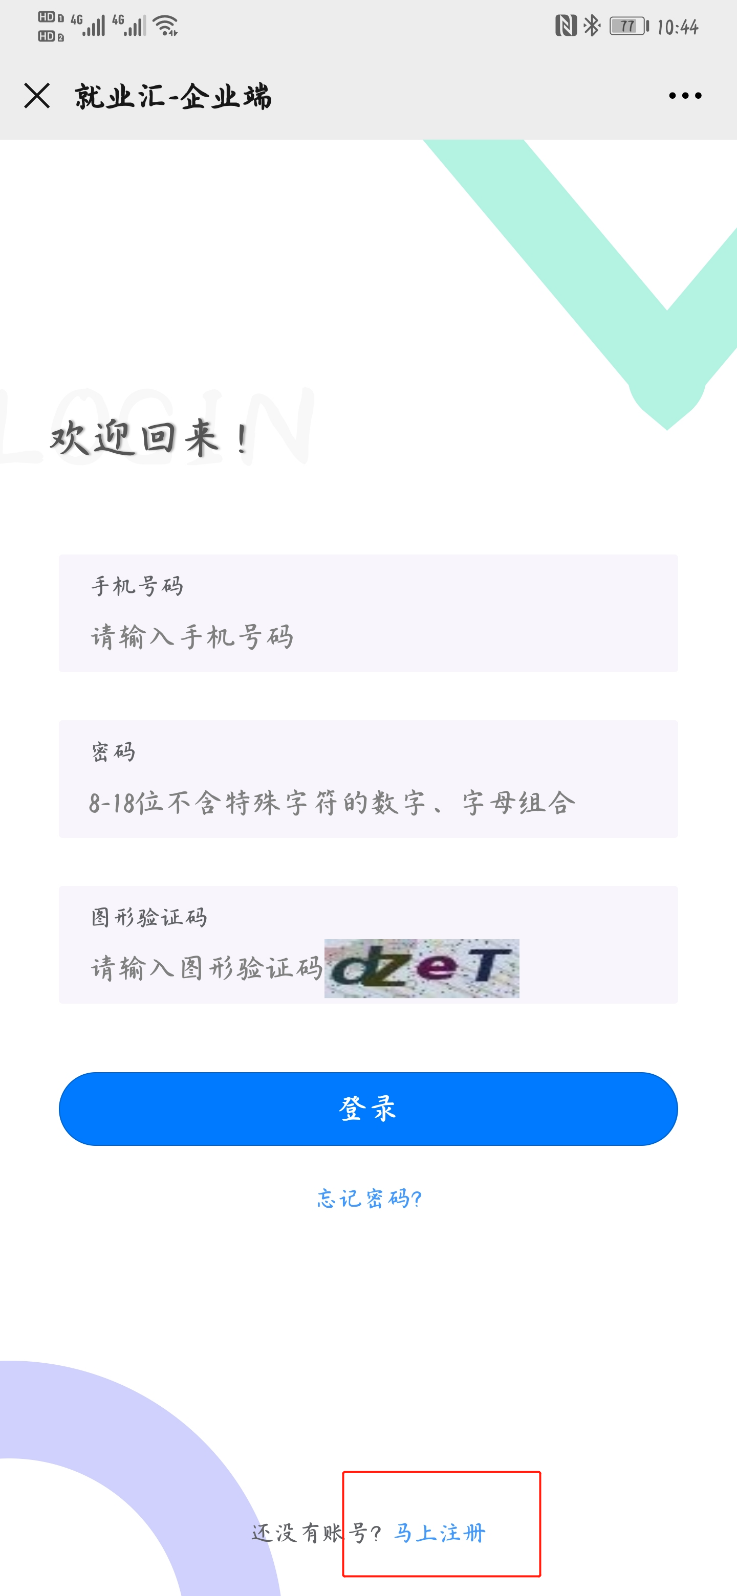 HD 1 4G 4G 77 10:44
HD 2
就业汇-企业端
LOGIN
欢迎回来！
手机号码
请输入手机号码
密码
8-18位不含特殊字符的数字、字母组合
图形验证码
请输入图形验证码 dzeT
登录
忘记密码?
还没有账号? 马上注册